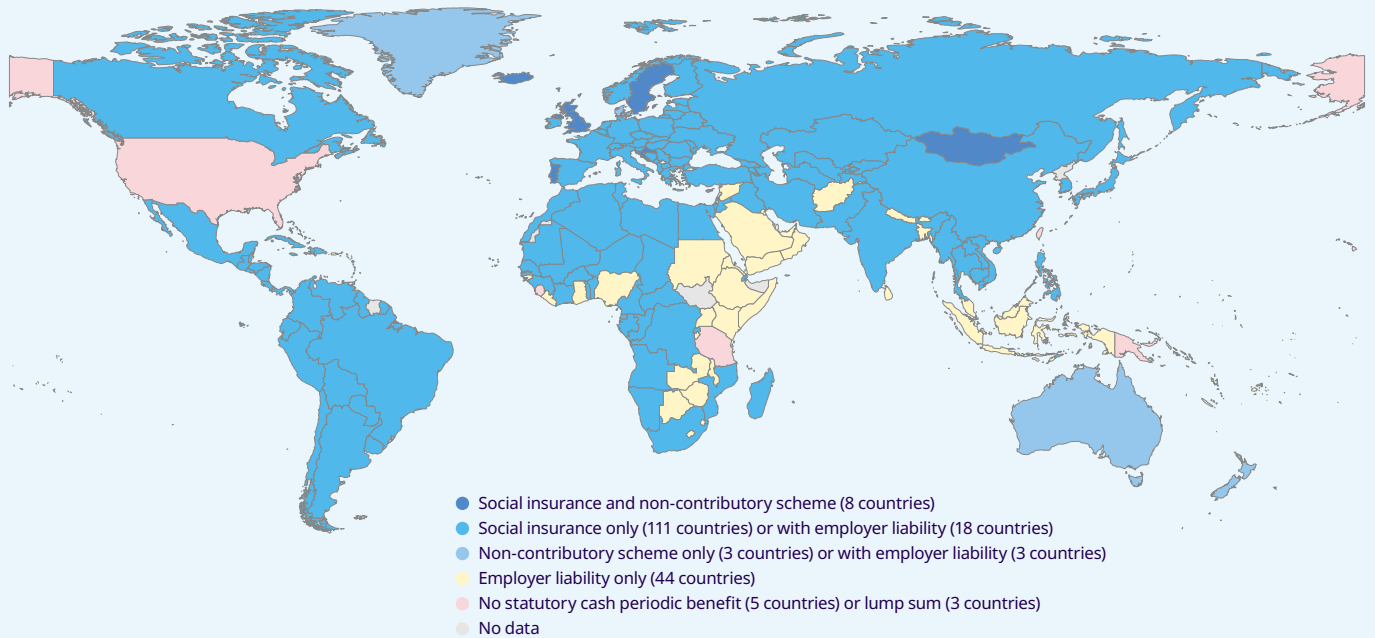 Social insurance and non-contributory scheme (8 countries)
Social insurance only (111 countries) or with employer liability (18 countries)
Non-contributory scheme only (3 countries) or with employer liability (3 countries)
Employer liability only (44 countries)
No statutory cash periodic benefit (5 countries) or lump sum (3 countries)
No data